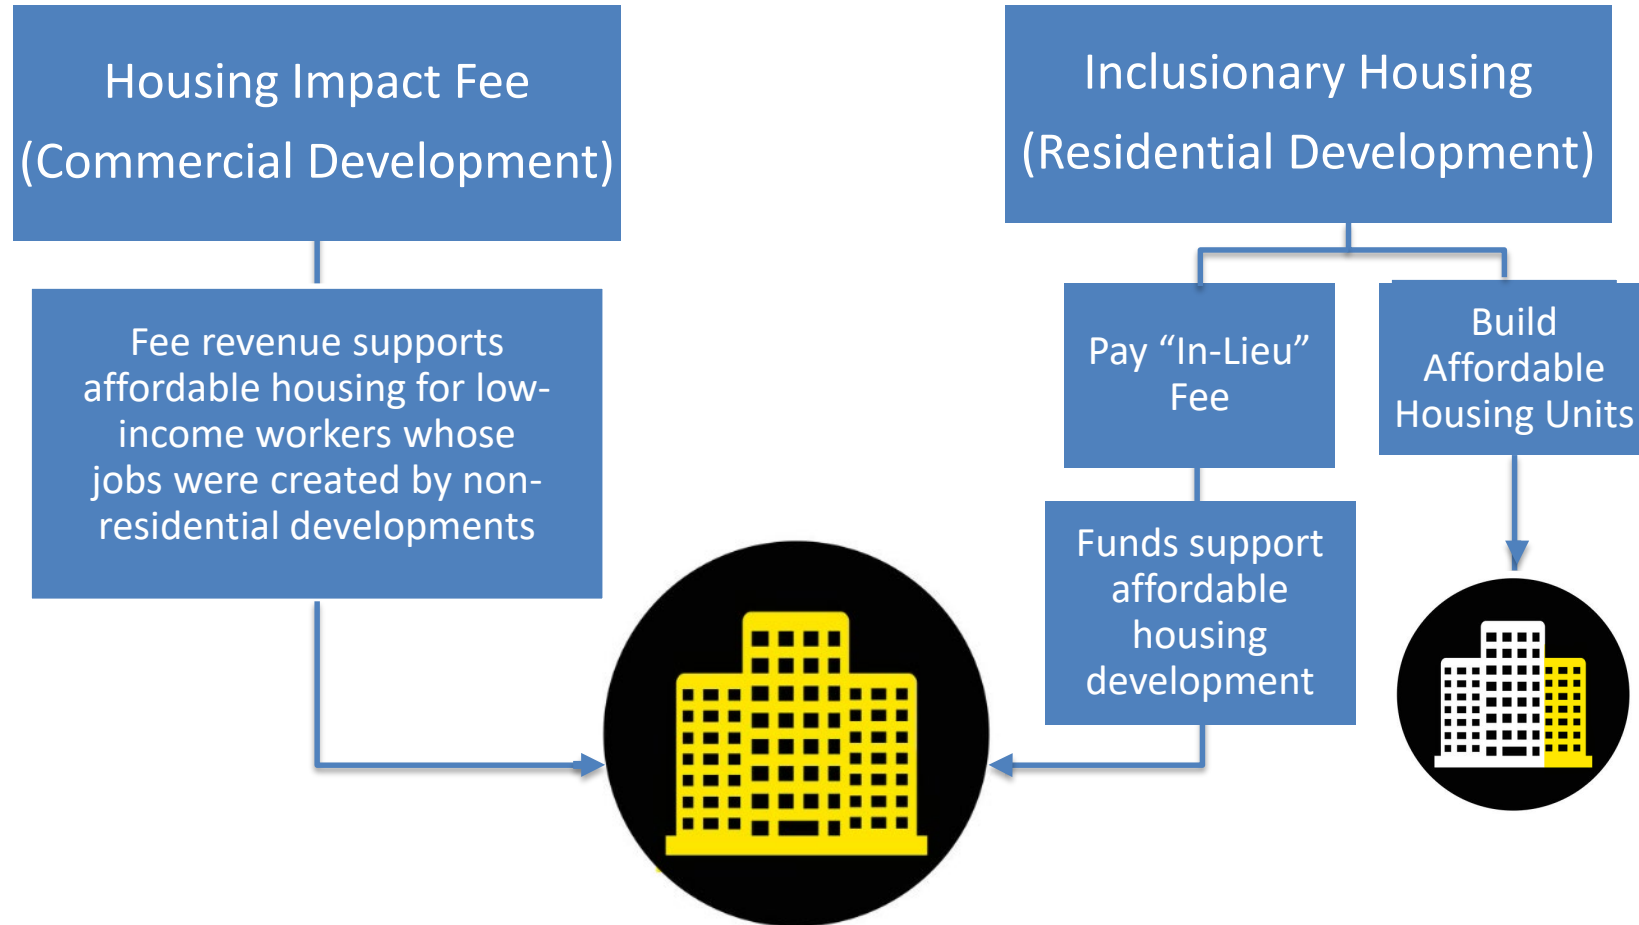 Housing Impact Fee
(Commercial Development)
Fee revenue supports
affordable housing for low-
income workers whose
jobs were created by non-
residential developments
Inclusionary Housing
(Residential Development)
Pay “In-Lieu”
Fee
Funds support
affordable
housing
development
Build
Affordable
Housing Units